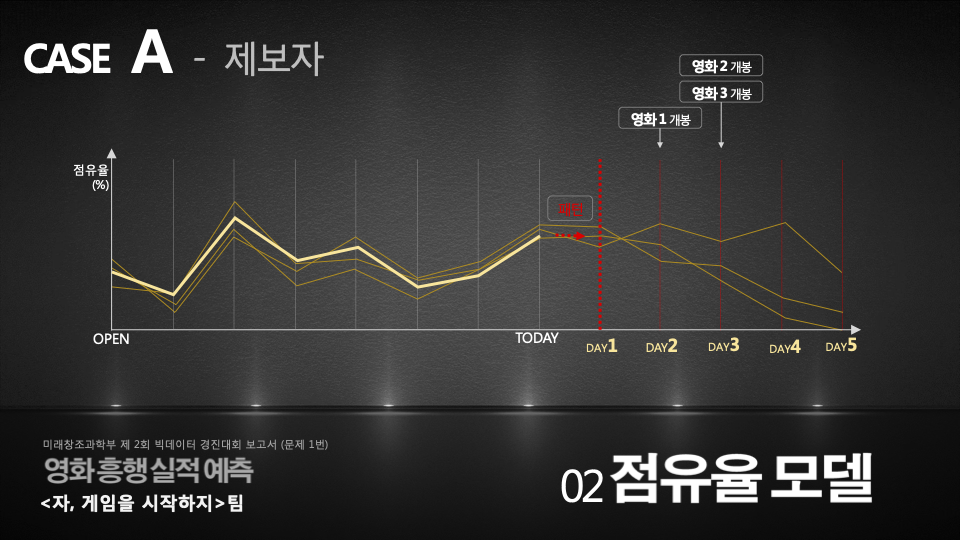 CASE A - 제보자
영화2 개봉
영화3 개봉
영화1 개봉
점유율
(%)
OPEN
TODAY
DAY1
DAY2
DAY3
DAY4
DAY5
미래창조과학부 제 2회 빅데이터 경진대회 보고서 (문제 1번)
영화 흥행실적 예측
<자, 게임을 시작하지>팀
02 점유율 모델